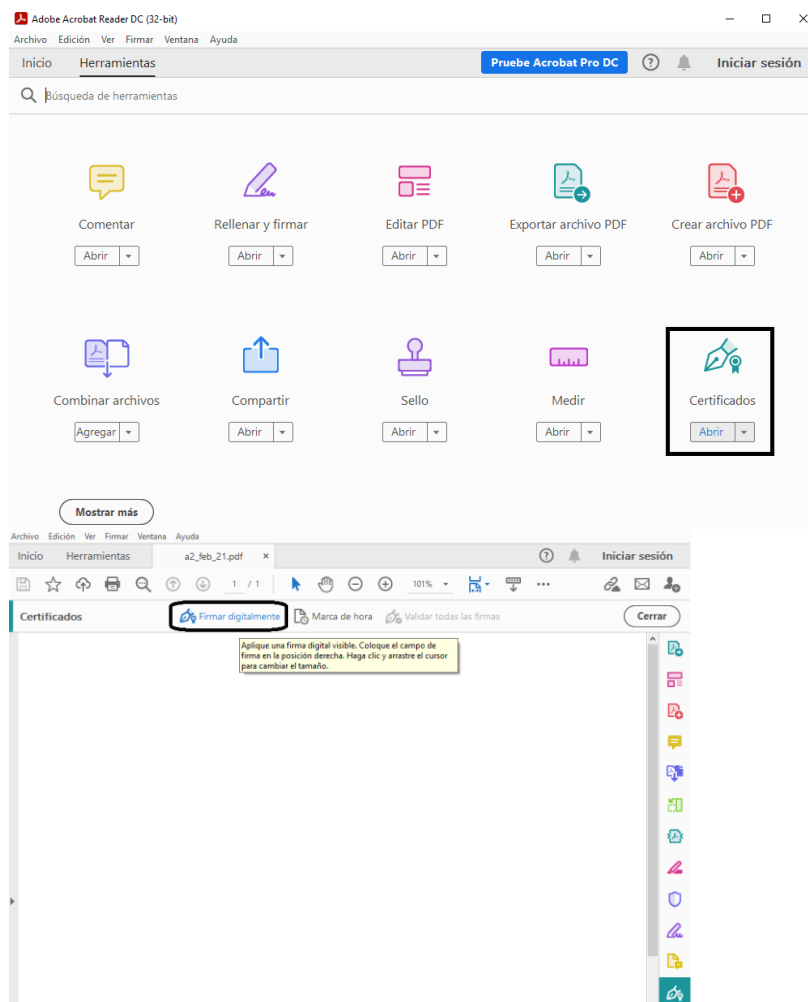 Adobe Acrobat Reader DC (32-bit)
Archivo Edición Ver Firmar Ventana Ayuda
Inicio Herramientas Pruebe Acrobat Pro DC Iniciar sesión
Búsqueda de herramientas
Comentar Rellenar y firmar Editar PDF Exportar archivo PDF Crear archivo PDF
Abrir Abrir Abrir Abrir Abrir
Combinar archivos Compartir Sello Medir Certificados
Agregar Abrir Abrir Abrir Abrir
Mostrar más
Archivo Edición Ver Firmar Ventana Ayuda
Inicio Herramientas a2_feb_21.pdf × Iniciar sesión
1 / 1 101%
Certificados Firmar digitalmente Marca de hora Validar todas las firmas Cerrar
Aplique una firma digital visible. Coloque el campo de
firma en la posición derecha. Haga clic y arrastre el cursor
para cambiar el tamaño.